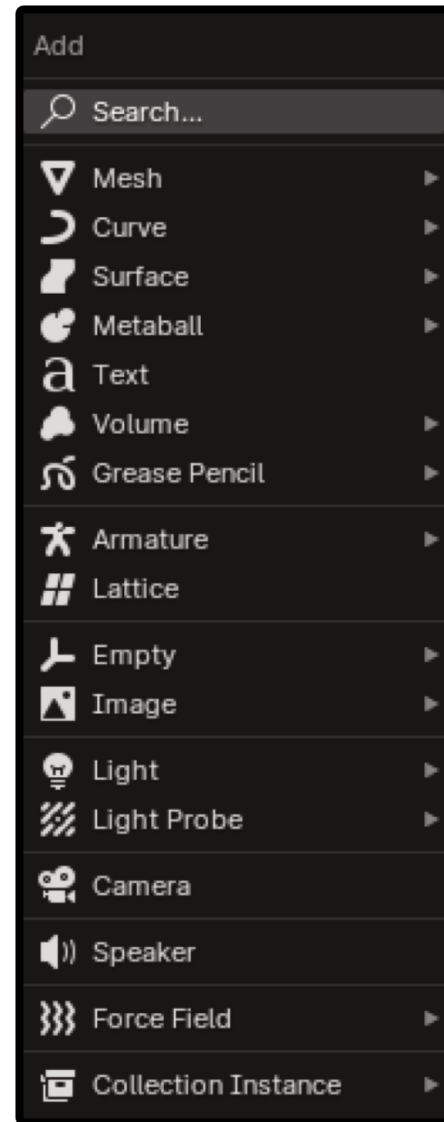 Add
Search...
Mesh
Curve
Surface
Metaball
Text
Volume
Grease Pencil
Armature
Lattice
Empty
Image
Light
Light Probe
Camera
Speaker
Force Field
Collection Instance